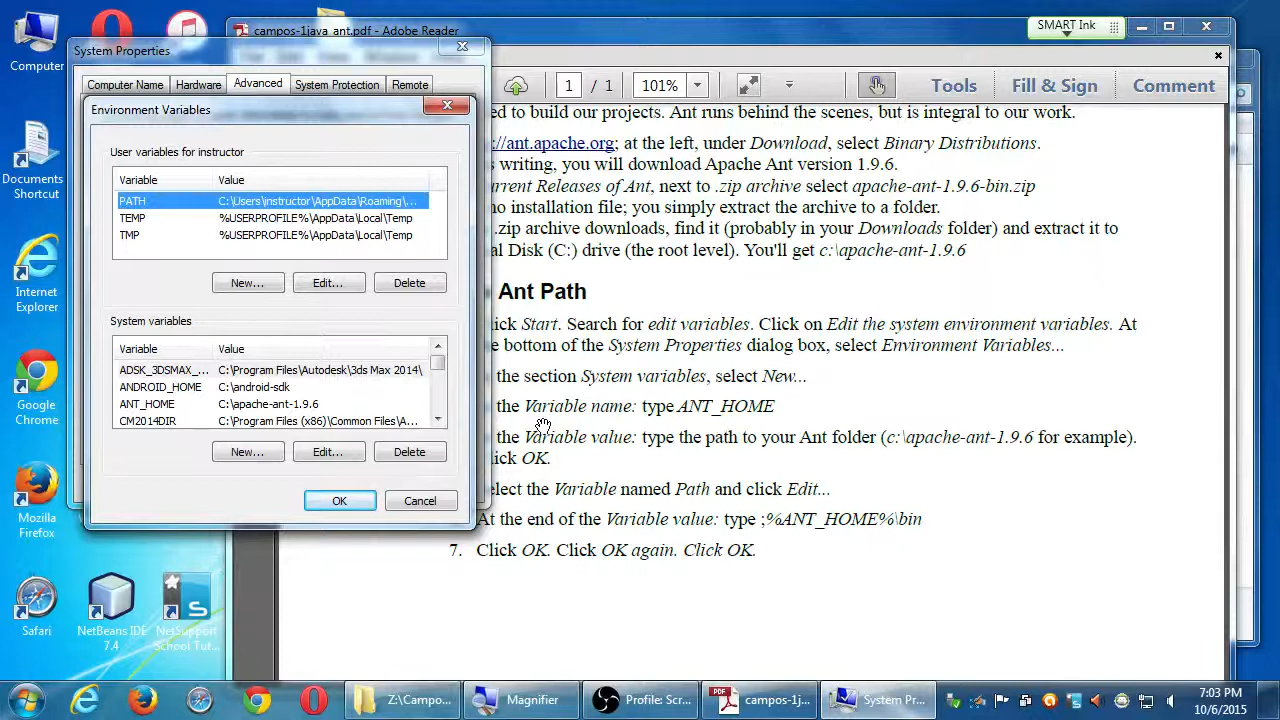 Computer
Documents
Shortcut
Internet
Explorer
Google
Chrome
Mozilla
Firefox
Safari
NetBeans IDE
7.4
NetSupport
School Tut...
campos-1java_ant.pdf - Adobe Reader
SMART Ink
1 / 1
101%
Tools
Fill & Sign
Comment
System Properties
Computer Name
Hardware
Advanced
System Protection
Remote
Environment Variables
User variables for instructor
Variable Value
PATH C:\Users\instructor\AppData\Roaming\...
TEMP %USERPROFILE%\AppData\Local\Temp
TMP %USERPROFILE%\AppData\Local\Temp
New...
Edit...
Delete
System variables
Variable Value
ADSK_3DSMAX_... C:\Program Files\Autodesk\3ds Max 2014\
ANDROID_HOME C:\android-sdk
ANT_HOME C:\apache-ant-1.9.6
CM2014DIR C:\Program Files (x86)\Common Files\A...
New...
Edit...
Delete
OK
Cancel
ed to build our projects. Ant runs behind the scenes, but is integral to our work.
://ant.apache.org; at the left, under Download, select Binary Distributions.
s writing, you will download Apache Ant version 1.9.6.
urrent Releases of Ant, next to .zip archive select apache-ant-1.9.6-bin.zip
no installation file; you simply extract the archive to a folder.
.zip archive downloads, find it (probably in your Downloads folder) and extract it to
al Disk (C:) drive (the root level). You'll get c:\apache-ant-1.9.6
Ant Path
lick Start. Search for edit variables. Click on Edit the system environment variables. At
e bottom of the System Properties dialog box, select Environment Variables...
the section System variables, select New...
the Variable name: type ANT_HOME
the Variable value: type the path to your Ant folder (c:\apache-ant-1.9.6 for example).
lick OK.
elect the Variable named Path and click Edit...
At the end of the Variable value: type ;%ANT_HOME%\bin
7. Click OK. Click OK again. Click OK.
Z:\Campo...
Magnifier
Profile: Scr...
campos-1j...
System Pr...
7:03 PM
10/6/2015